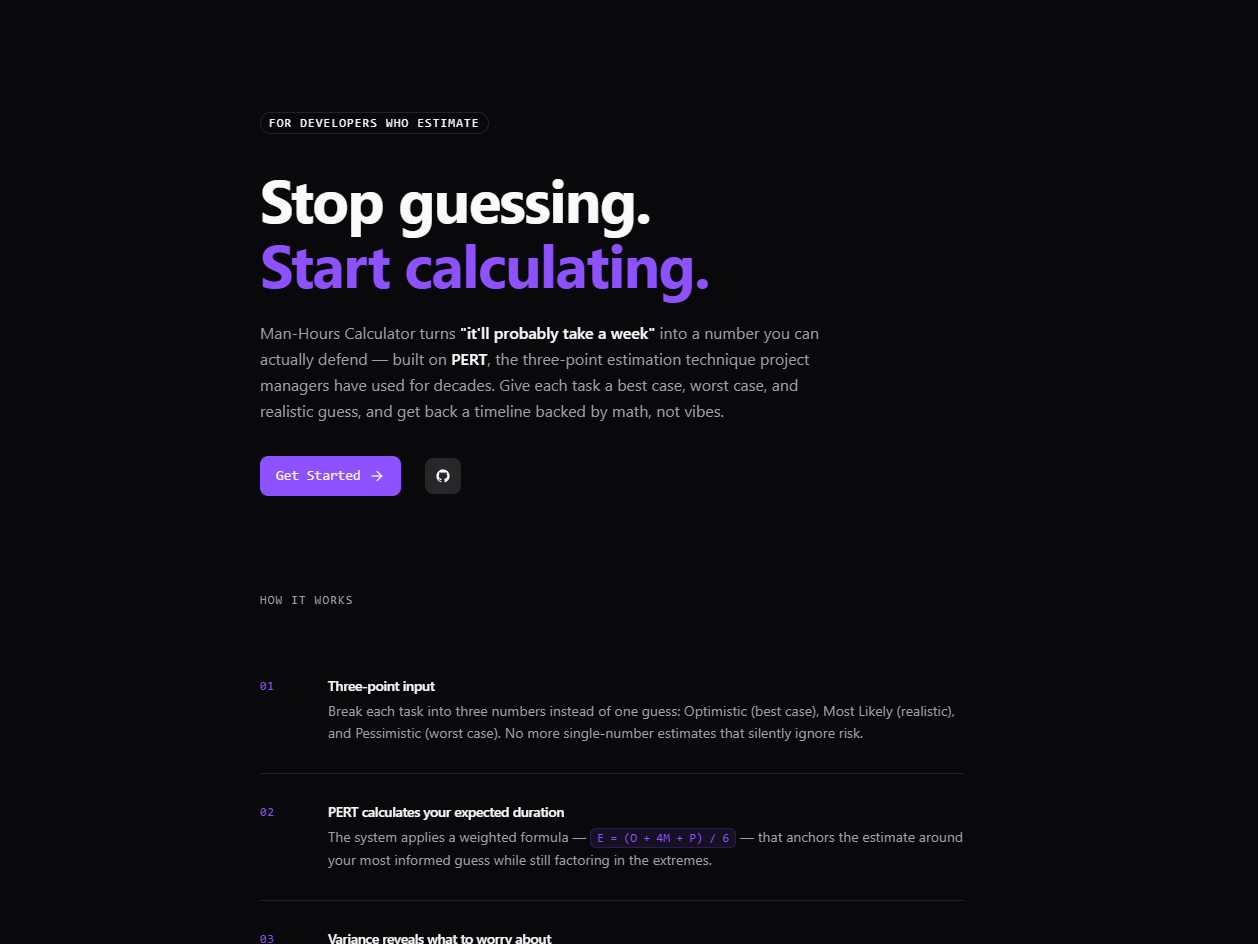 FOR DEVELOPERS WHO ESTIMATE
Stop guessing.
Start calculating.
Man-Hours Calculator turns "it'll probably take a week" into a number you can
actually defend — built on PERT, the three-point estimation technique project
managers have used for decades. Give each task a best case, worst case, and
realistic guess, and get back a timeline backed by math, not vibes.
Get Started →
HOW IT WORKS
01
Three-point input
Break each task into three numbers instead of one guess: Optimistic (best case), Most Likely (realistic),
and Pessimistic (worst case). No more single-number estimates that silently ignore risk.
02
PERT calculates your expected duration
The system applies a weighted formula — E = (O + 4M + P) / 6 — that anchors the estimate around
your most informed guess while still factoring in the extremes.
03
Variance reveals what to worry about